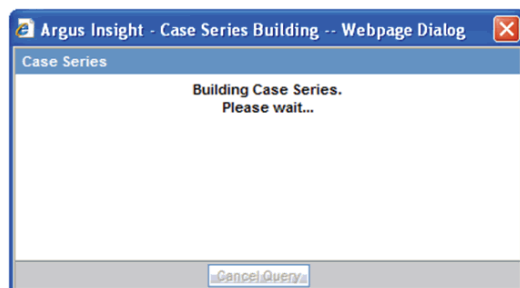 Argus Insight - Case Series Building -- Webpage Dialog
Case Series
Building Case Series.
Please wait...
Cancel Query